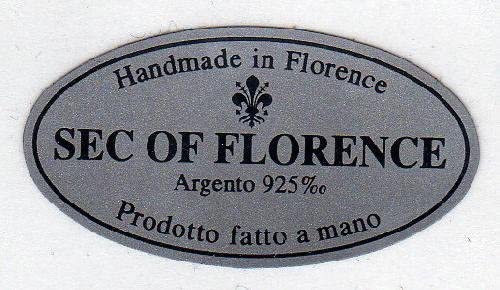 Handmade in Florence
SEC OF FLORENCE
Argento 925‰
Prodotto fatto a mano